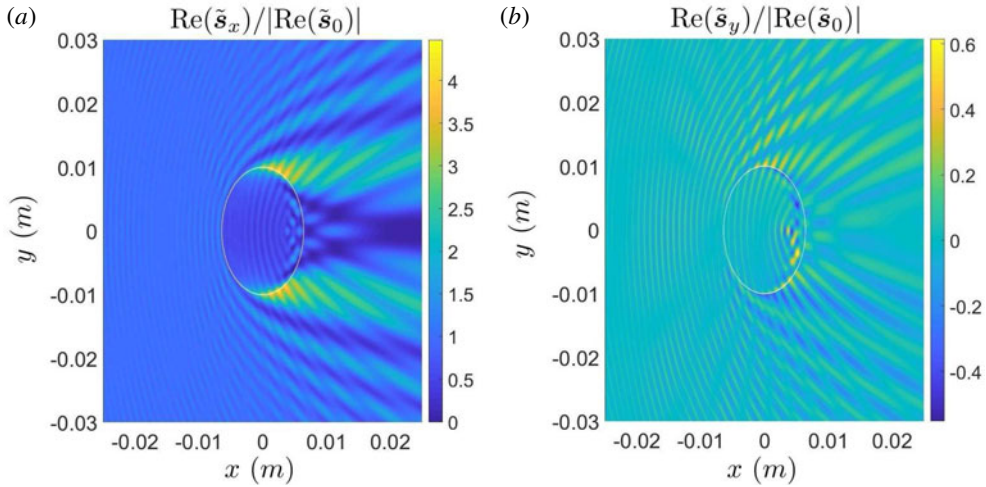 (a)
Re(s̃ₓ)/|Re(s̃₀)|
0.03
0.02
0.01
0
-0.01
-0.02
-0.03
y (m)
-0.02 -0.01 0 0.01 0.02
x (m)
4
3.5
3
2.5
2
1.5
1
0.5
0
(b)
Re(s̃_y)/|Re(s̃₀)|
0.03
0.02
0.01
0
-0.01
-0.02
-0.03
y (m)
-0.02 -0.01 0 0.01 0.02
x (m)
0.6
0.4
0.2
0
-0.2
-0.4